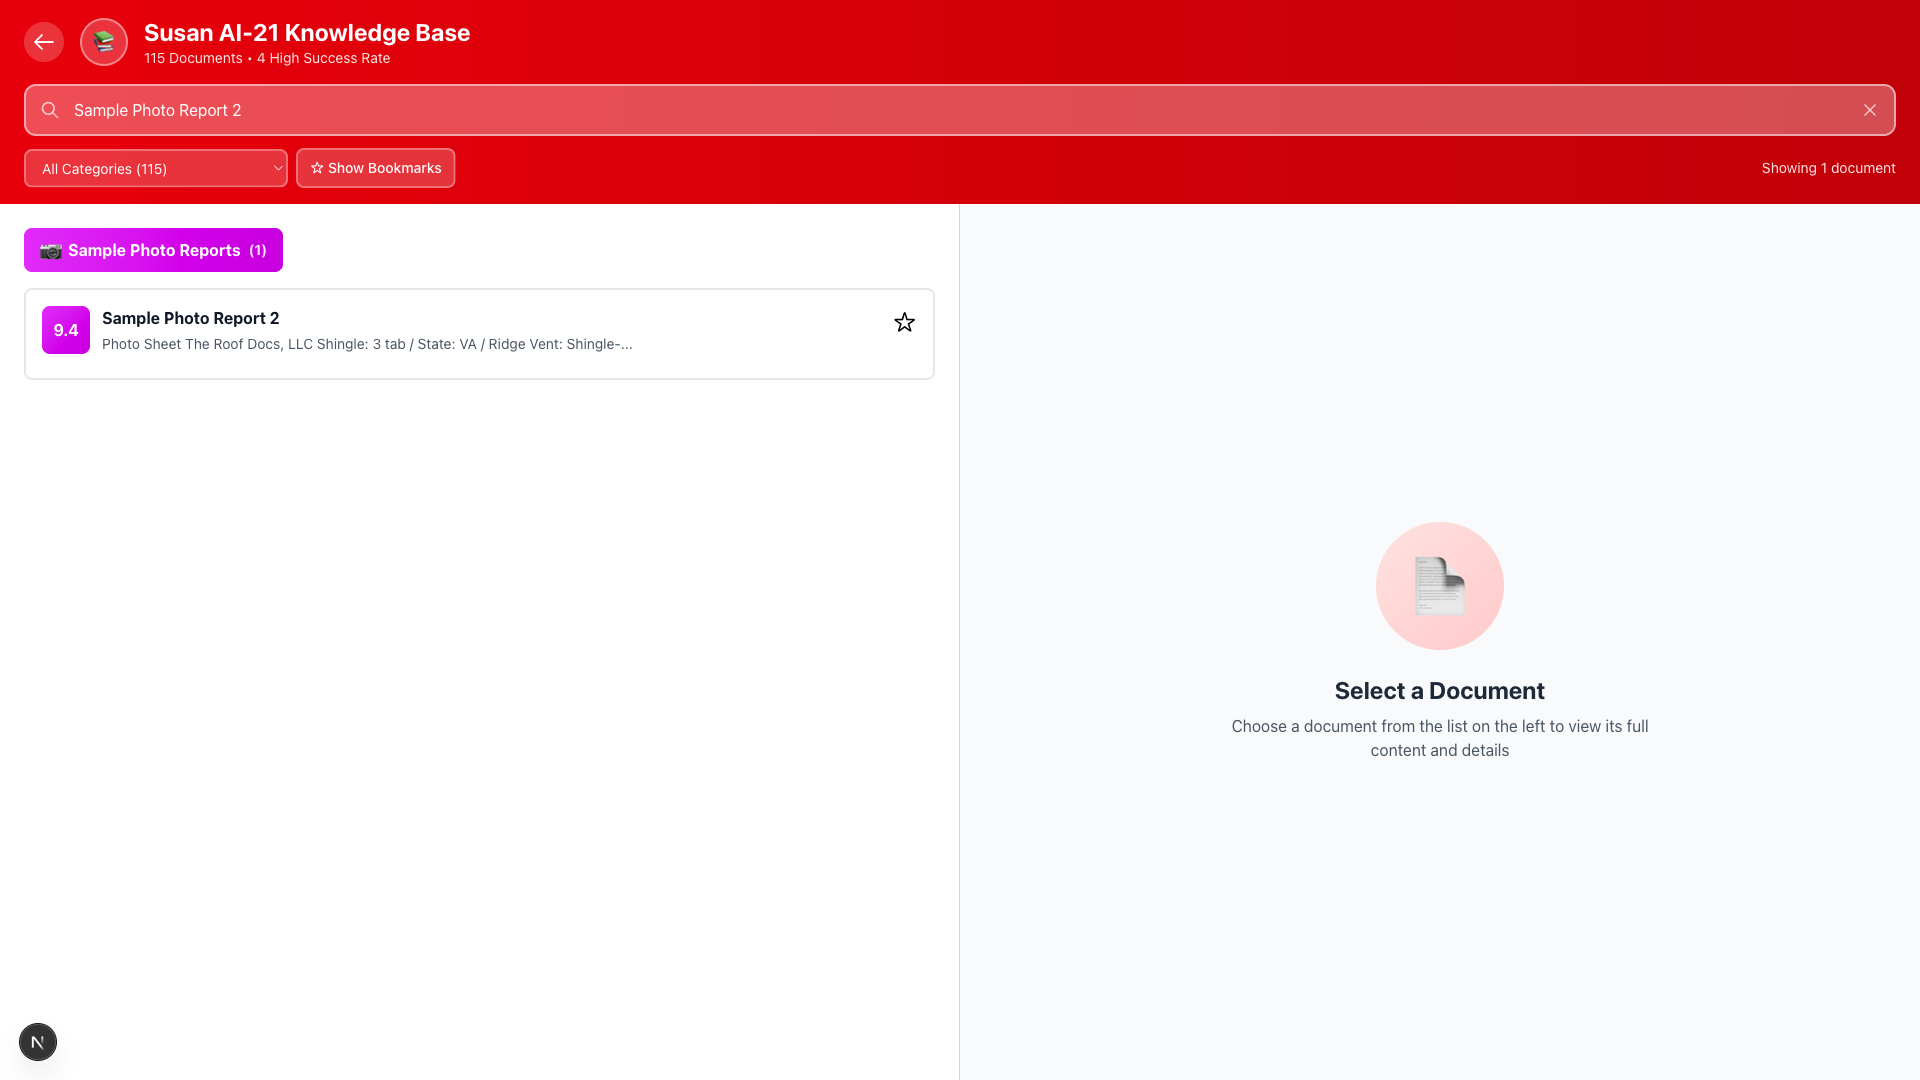 Susan AI-21 Knowledge Base
115 Documents • 4 High Success Rate
Sample Photo Report 2
All Categories (115)
Show Bookmarks
Showing 1 document
Sample Photo Reports (1)
9.4
Sample Photo Report 2
Photo Sheet The Roof Docs, LLC Shingle: 3 tab / State: VA / Ridge Vent: Shingle-...
Select a Document
Choose a document from the list on the left to view its full
content and details
N